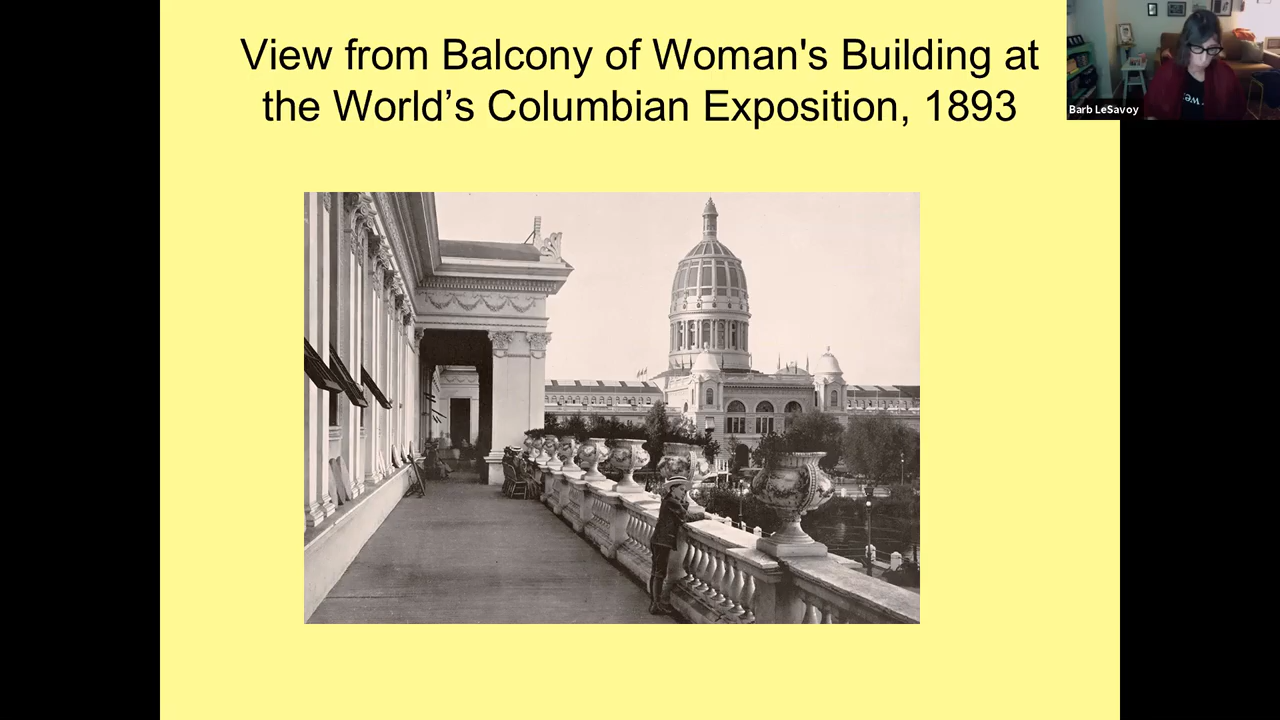 View from Balcony of Woman's Building at
the World’s Columbian Exposition, 1893
Barb LeSavoy